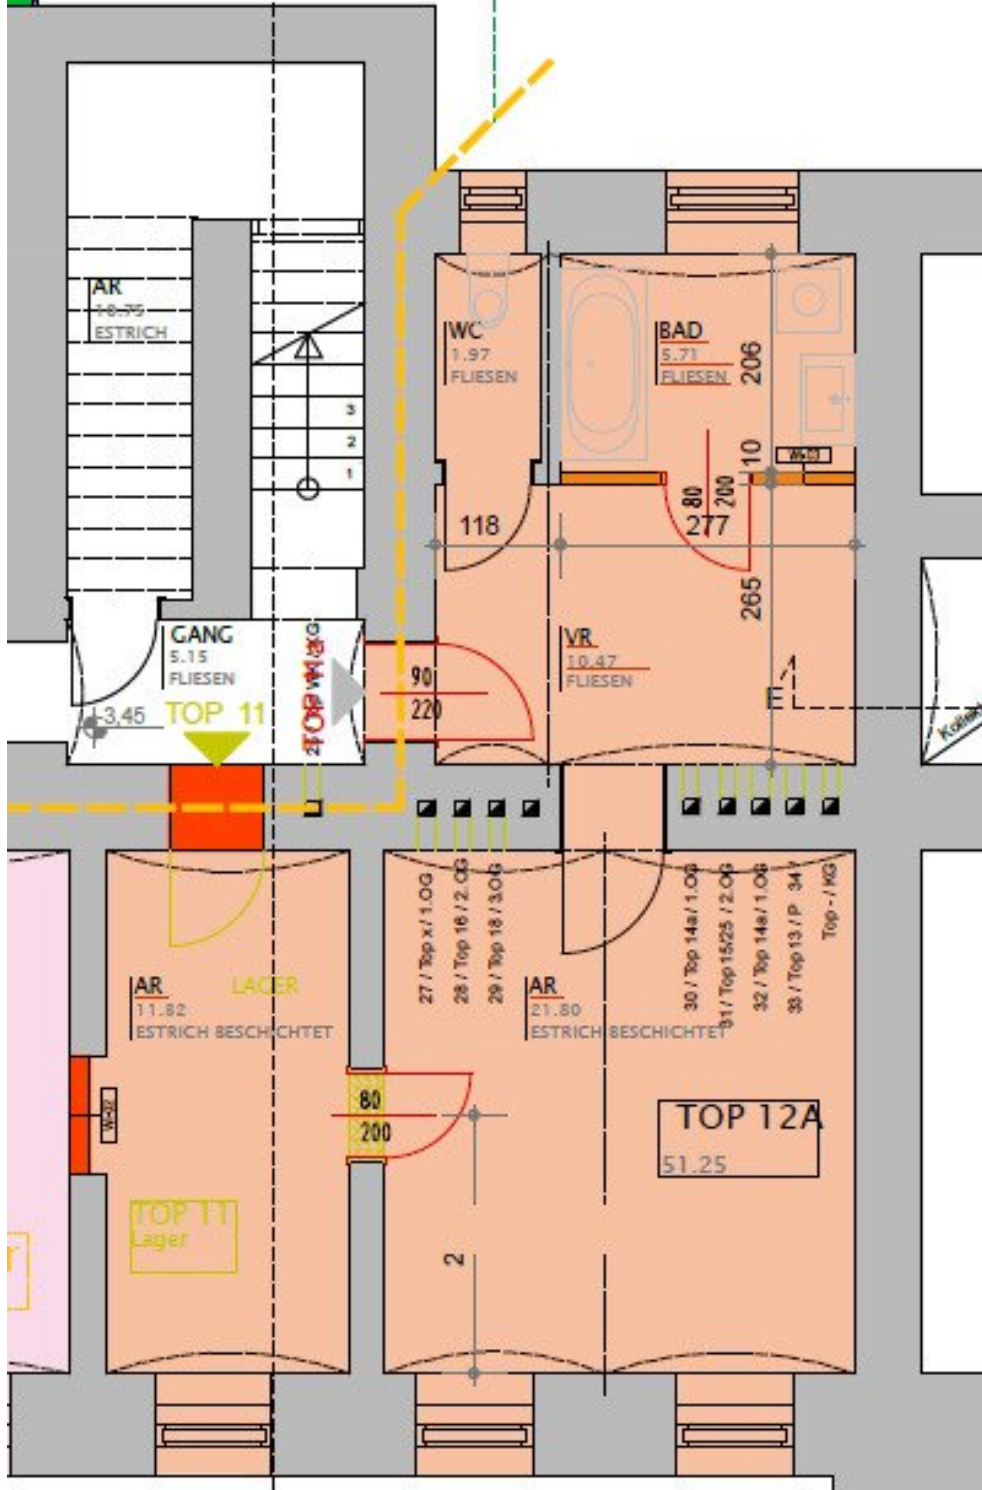 AR
10.75
ESTRICH
3
2
1
WC
1.97
FLIESEN
BAD
5.71
FLIESEN
206
10
80
200
118
277
265
GANG
5.15
FLIESEN
3,45
TOP 11
90
220
VR
10.47
FLIESEN
E
27 / Top x / 1.OG
28 / Top 16 / 2.OG
29 / Top 18 / 3.OG
30 / Top 14a / 1.OG
31 / Top 15/25 / 2.OG
32 / Top 14a / 1.OG
33 / Top 13 / P 34 /
Top - / KG
AR
11.82
ESTRICH BESCHICHTET
LAGER
AR
21.80
ESTRICH BESCHICHTET
80
200
TOP 12A
51.25
TOP 11
Lager
2